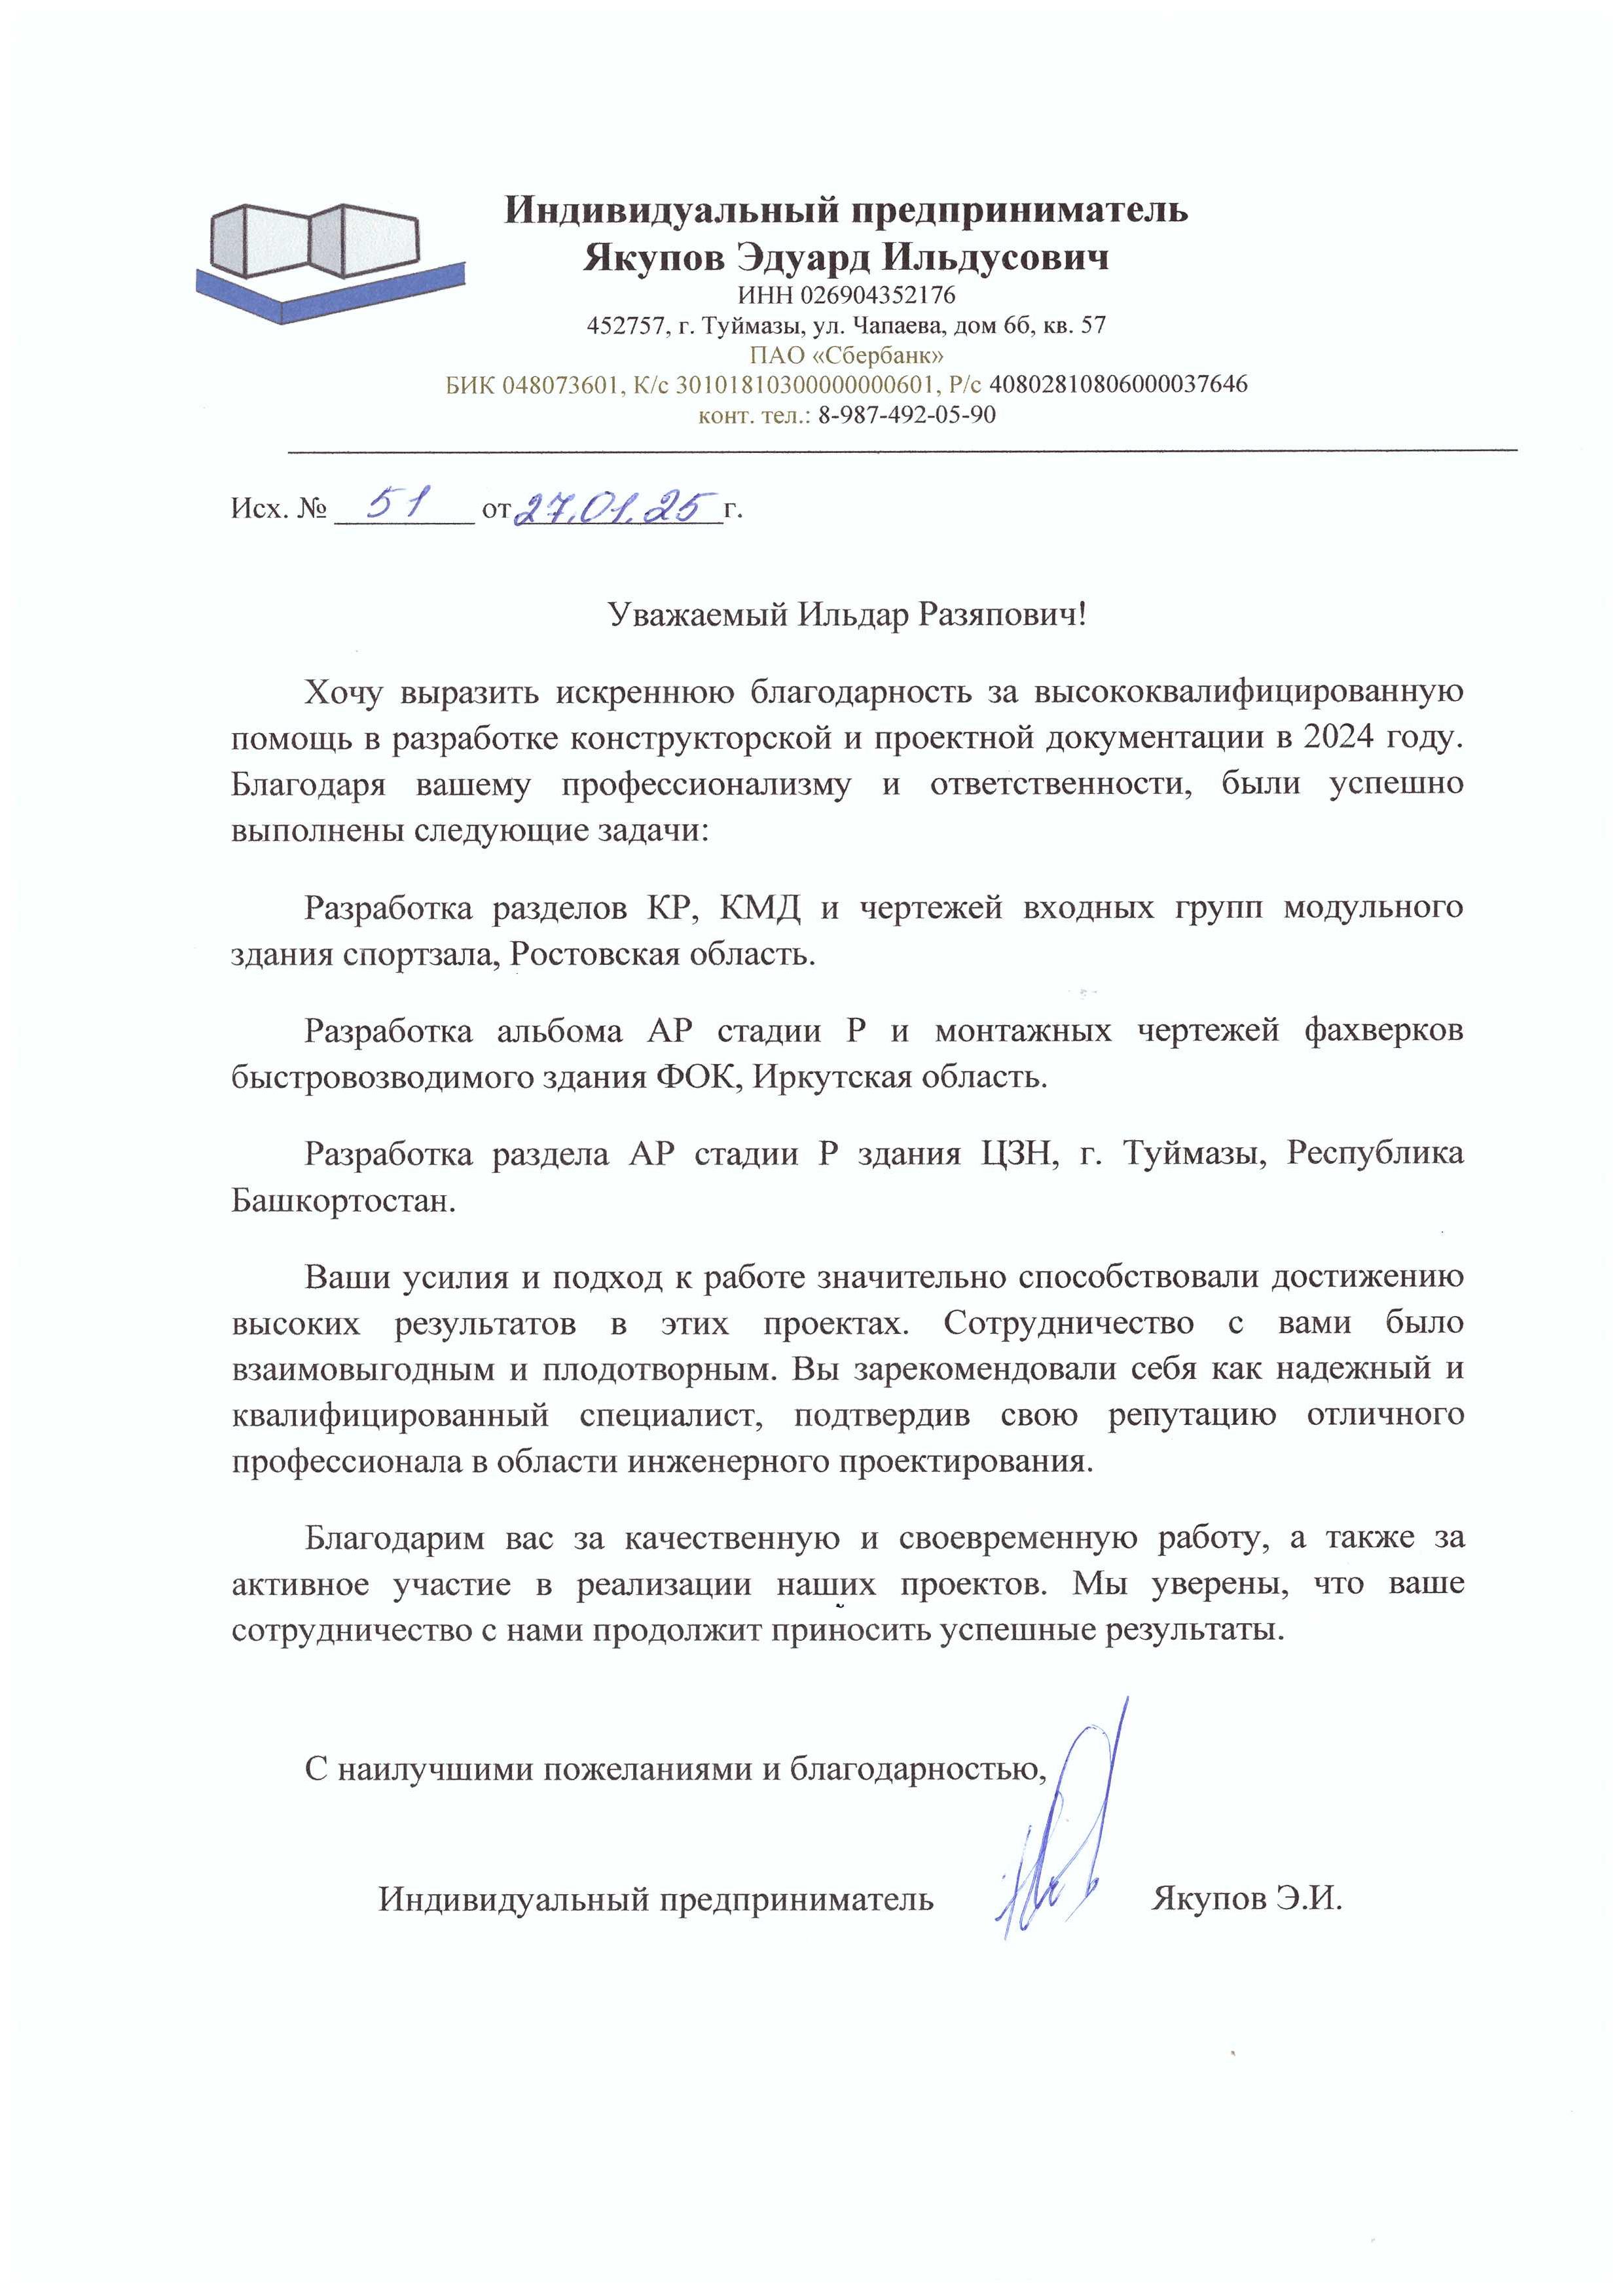 Индивидуальный предприниматель
Якупов Эдуард Ильдусович
ИНН 026904352176
452757, г. Туймазы, ул. Чапаева, дом 6б, кв. 57
ПАО «Сбербанк»
БИК 048073601, К/с 30101810300000000601, Р/с 40802810806000037646
конт. тел.: 8-987-492-05-90
Исх. № 51 от 27.01.25 г.
Уважаемый Ильдар Разяпович!
Хочу выразить искреннюю благодарность за высококвалифицированную
помощь в разработке конструкторской и проектной документации в 2024 году.
Благодаря вашему профессионализму и ответственности, были успешно
выполнены следующие задачи:
Разработка разделов КР, КМД и чертежей входных групп модульного
здания спортзала, Ростовская область.
Разработка альбома АР стадии Р и монтажных чертежей фахверков
быстровозводимого здания ФОК, Иркутская область.
Разработка раздела АР стадии Р здания ЦЗН, г. Туймазы, Республика
Башкортостан.
Ваши усилия и подход к работе значительно способствовали достижению
высоких результатов в этих проектах. Сотрудничество с вами было
взаимовыгодным и плодотворным. Вы зарекомендовали себя как надежный и
квалифицированный специалист, подтвердив свою репутацию отличного
профессионала в области инженерного проектирования.
Благодарим вас за качественную и своевременную работу, а также за
активное участие в реализации наших проектов. Мы уверены, что ваше
сотрудничество с нами продолжит приносить успешные результаты.
С наилучшими пожеланиями и благодарностью,
Индивидуальный предприниматель Якупов Э.И.